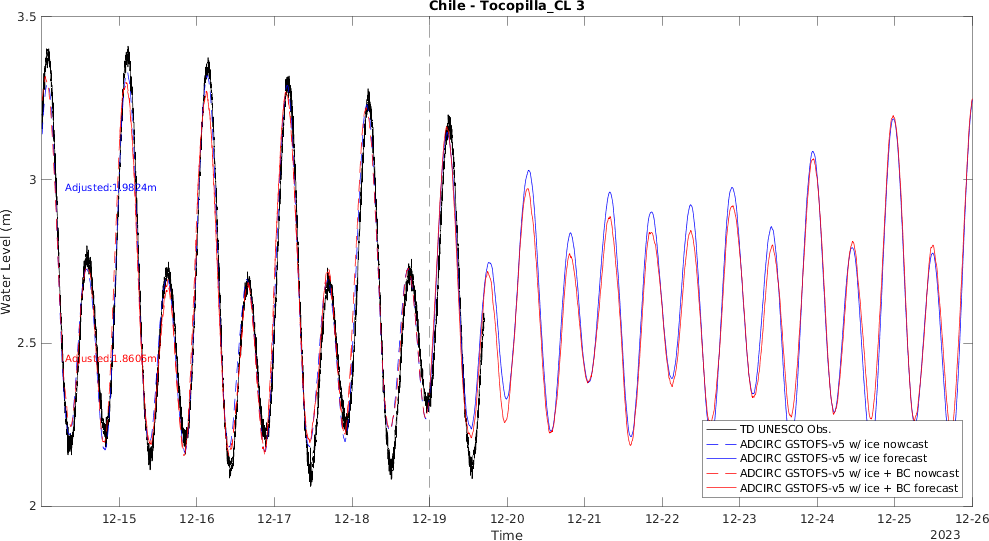 Chile - Tocopilla_CL 3
3.5
3
2.5
2
Water Level (m)
Adjusted:1.9824m
Adjusted:1.8605m
TD UNESCO Obs.
ADCIRC GSTOFS-v5 w/ ice nowcast
ADCIRC GSTOFS-v5 w/ ice forecast
ADCIRC GSTOFS-v5 w/ ice + BC nowcast
ADCIRC GSTOFS-v5 w/ ice + BC forecast
12-15 12-16 12-17 12-18 12-19 12-20 12-21 12-22 12-23 12-24 12-25 12-26
Time
2023